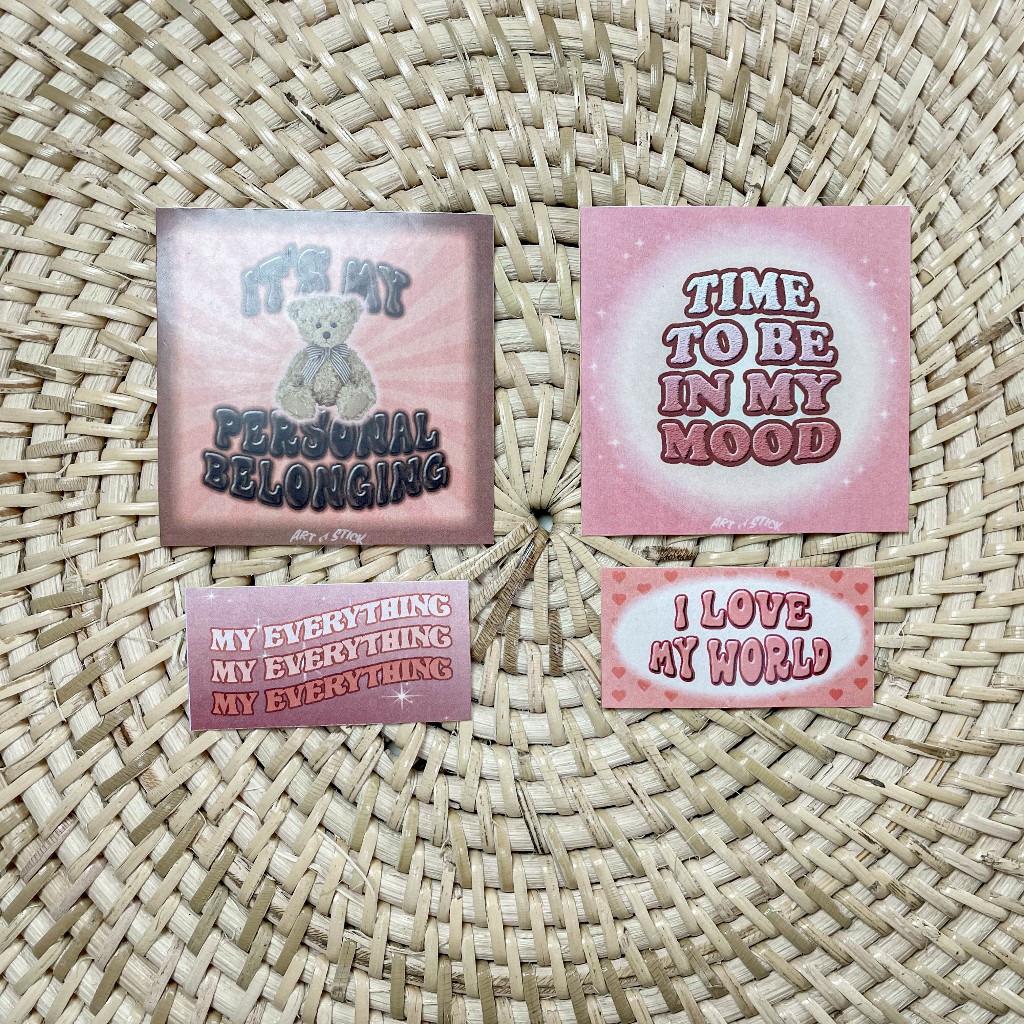 IT'S MY
PERSONAL
BELONGING
ART n STICK
TIME
TO BE
IN MY
MOOD
ART n STICK
MY EVERYTHING
MY EVERYTHING
MY EVERYTHING
I LOVE
MY WORLD